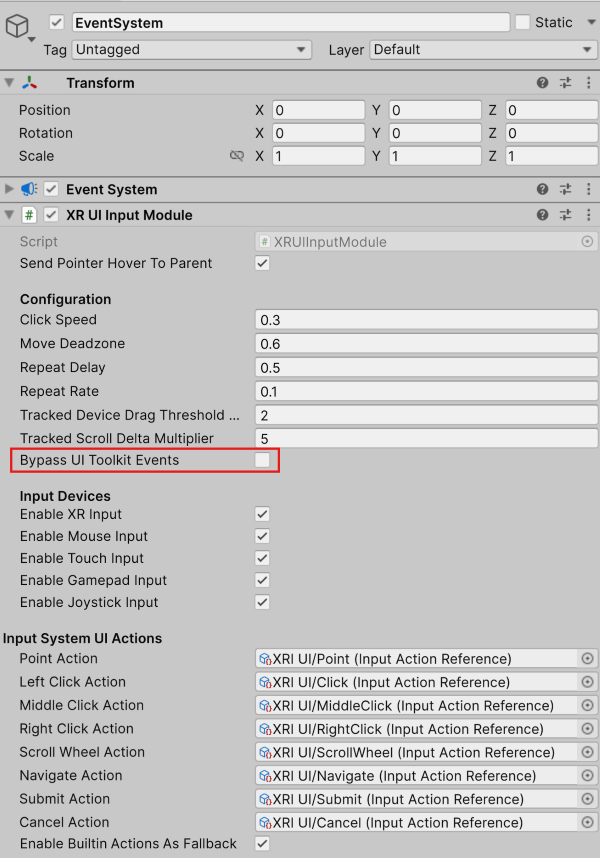 EventSystem Static
Tag Untagged Layer Default
Transform
Position X 0 Y 0 Z 0
Rotation X 0 Y 0 Z 0
Scale X 1 Y 1 Z 1
Event System
# XR UI Input Module
Script # XRUIInputModule
Send Pointer Hover To Parent
Configuration
Click Speed 0.3
Move Deadzone 0.6
Repeat Delay 0.5
Repeat Rate 0.1
Tracked Device Drag Threshold ... 2
Tracked Scroll Delta Multiplier 5
Bypass UI Toolkit Events
Input Devices
Enable XR Input
Enable Mouse Input
Enable Touch Input
Enable Gamepad Input
Enable Joystick Input
Input System UI Actions
Point Action XRI UI/Point (Input Action Reference)
Left Click Action XRI UI/Click (Input Action Reference)
Middle Click Action XRI UI/MiddleClick (Input Action Reference)
Right Click Action XRI UI/RightClick (Input Action Reference)
Scroll Wheel Action XRI UI/ScrollWheel (Input Action Reference)
Navigate Action XRI UI/Navigate (Input Action Reference)
Submit Action XRI UI/Submit (Input Action Reference)
Cancel Action XRI UI/Cancel (Input Action Reference)
Enable Builtin Actions As Fallback